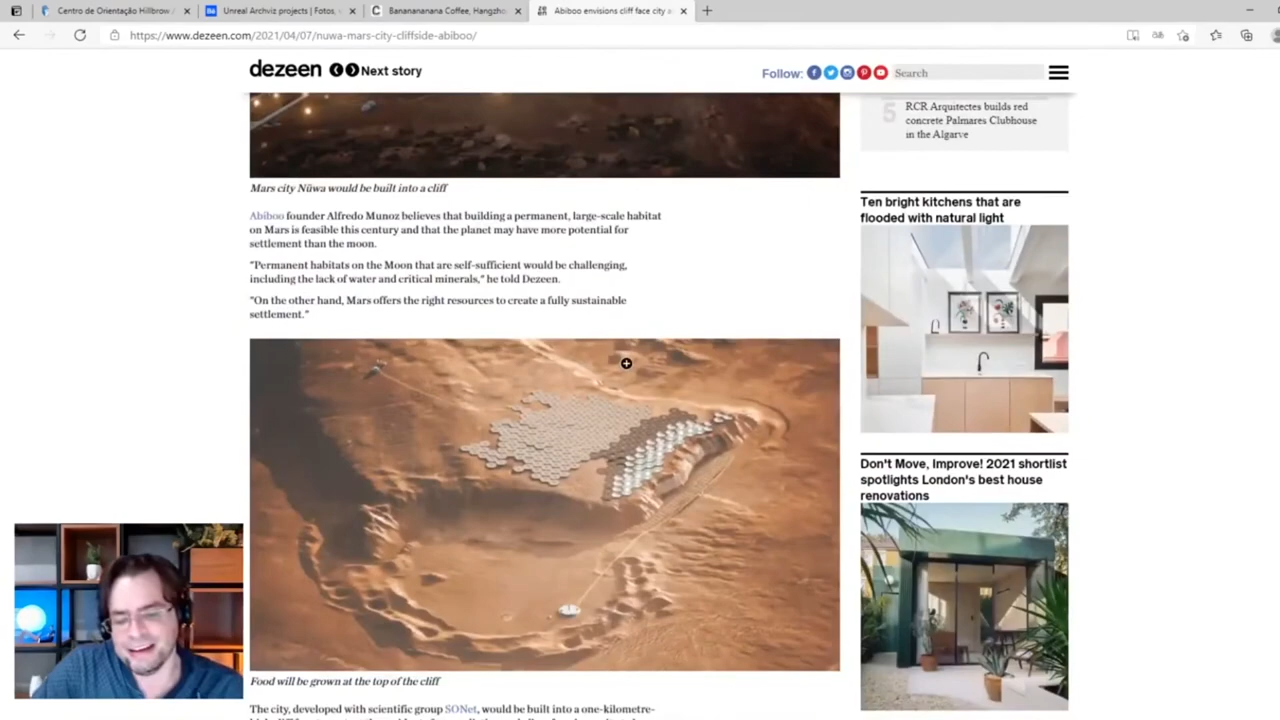 Centro de Orientação Hillbrow /
Unreal Archviz projects | Fotos,
Banananananana Coffee, Hangzho
Abiboo envisions cliff face city a
https://www.dezeen.com/2021/04/07/nuwa-mars-city-cliffside-abiboo/
dezeen
Next story
Follow:
Search
5
RCR Arquitectes builds red
concrete Palmares Clubhouse
in the Algarve
Mars city Nüwa would be built into a cliff
Abiboo founder Alfredo Munoz believes that building a permanent, large-scale habitat
on Mars is feasible this century and that the planet may have more potential for
settlement than the moon.
"Permanent habitats on the Moon that are self-sufficient would be challenging,
including the lack of water and critical minerals," he told Dezeen.
"On the other hand, Mars offers the right resources to create a fully sustainable
settlement."
Food will be grown at the top of the cliff
The city, developed with scientific group SONet, would be built into a one-kilometre-
Ten bright kitchens that are
flooded with natural light
Don't Move, Improve! 2021 shortlist
spotlights London's best house
renovations